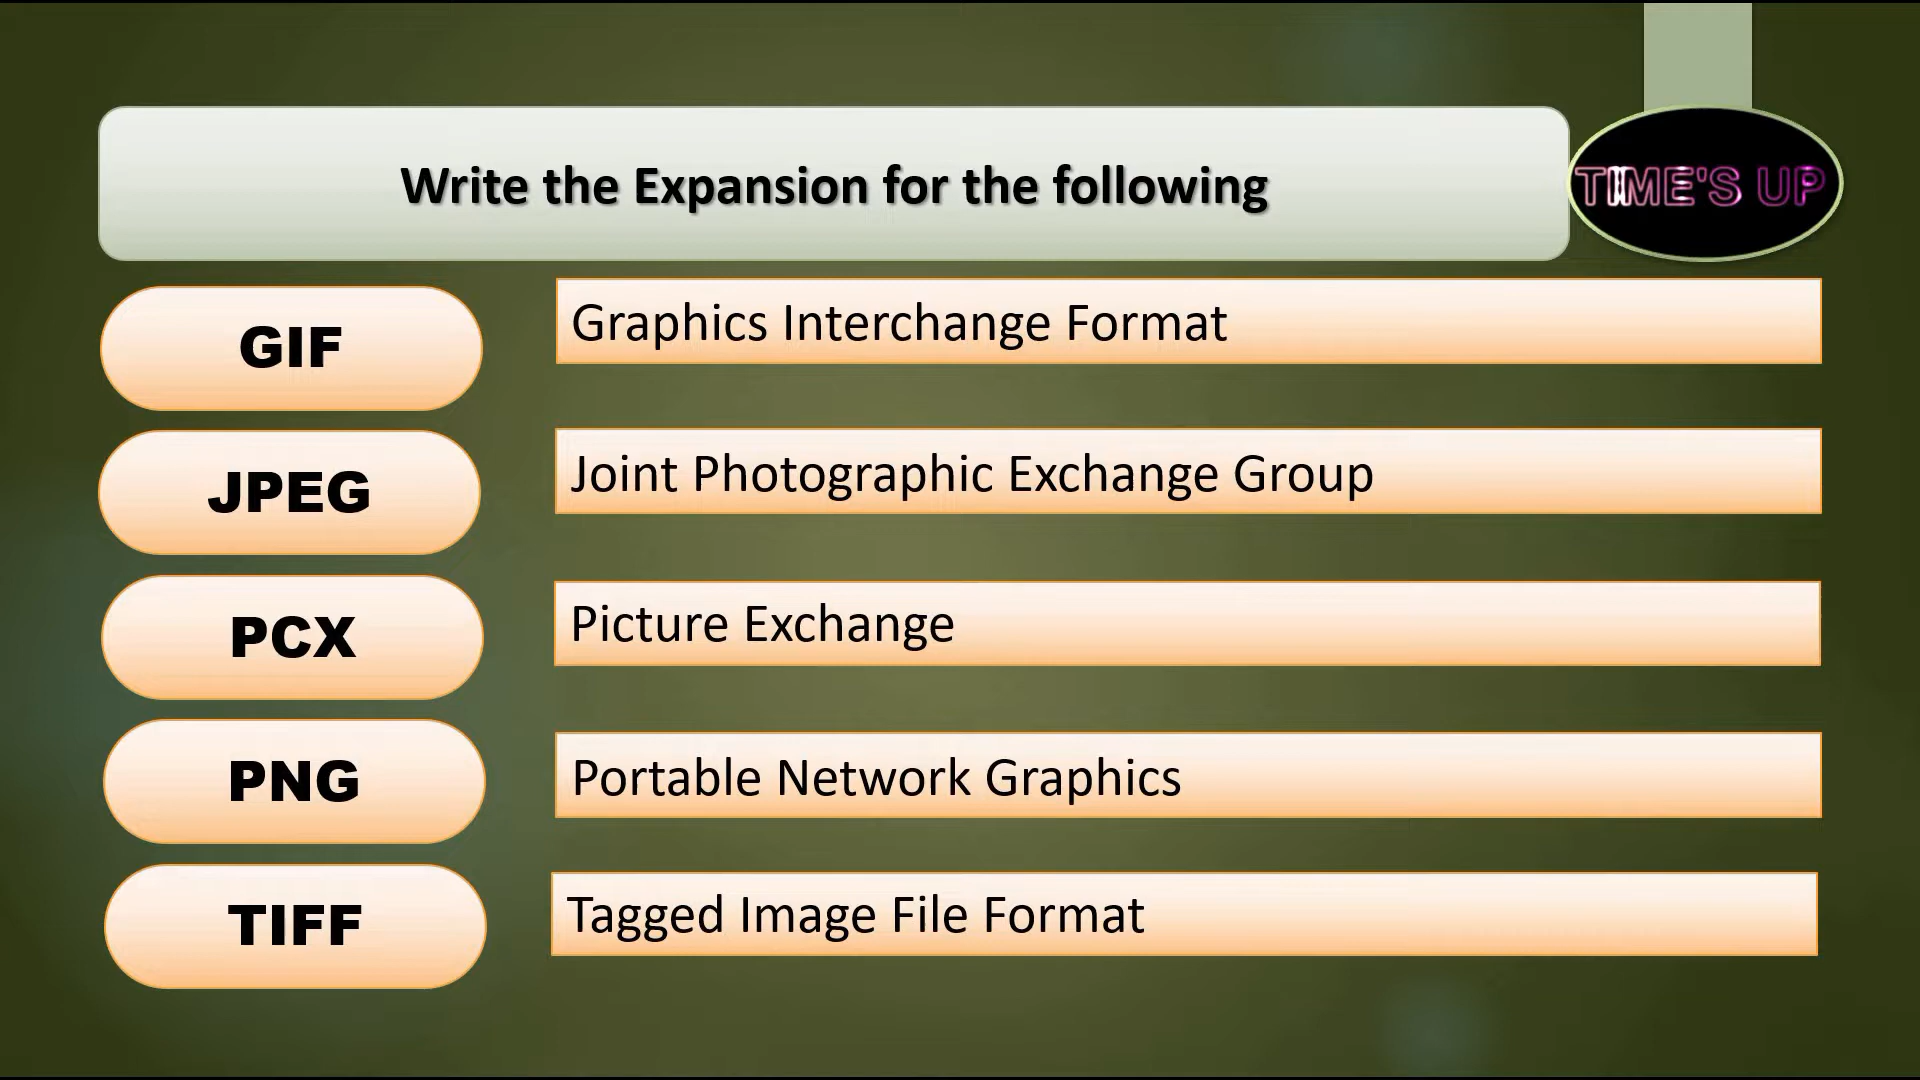 Write the Expansion for the following
TIME'S UP
GIF
Graphics Interchange Format
JPEG
Joint Photographic Exchange Group
PCX
Picture Exchange
PNG
Portable Network Graphics
TIFF
Tagged Image File Format